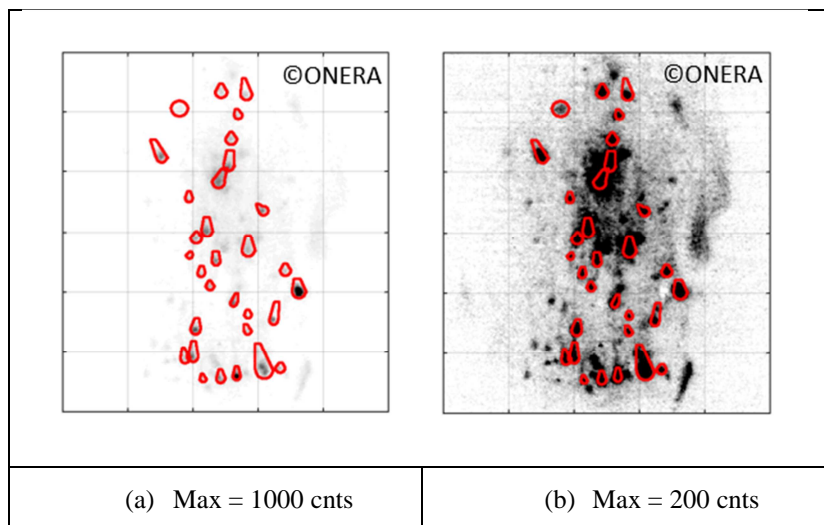 ©ONERA
©ONERA
(a) Max = 1000 cnts
(b) Max = 200 cnts